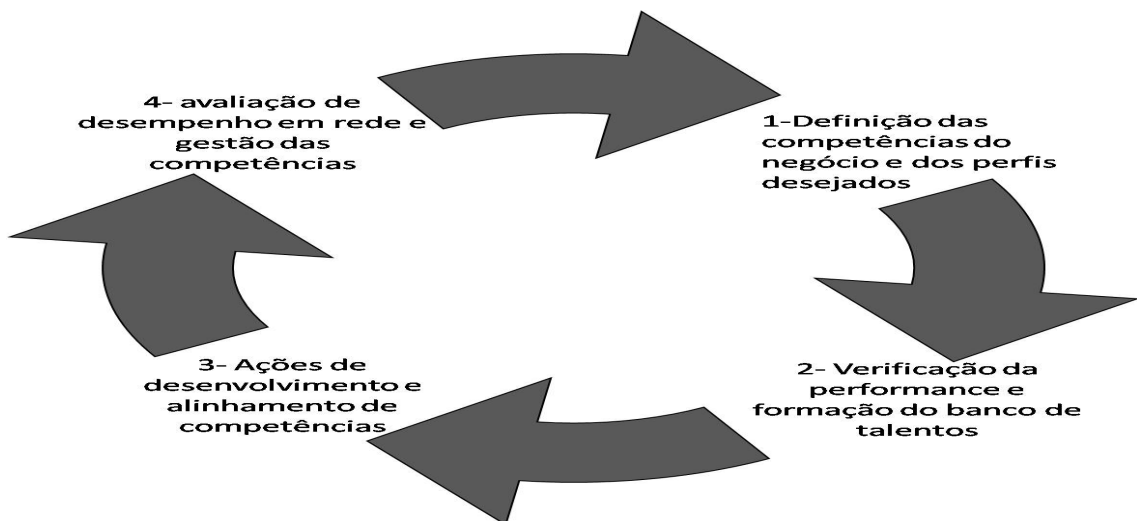 4- avaliação de
desempenho em rede e
gestão das
competências
1-Definição das
competências do
negócio e dos perfis
desejados
2- Verificação da
performance e
formação do banco de
talentos
3- Ações de
desenvolvimento e
alinhamento de
competências